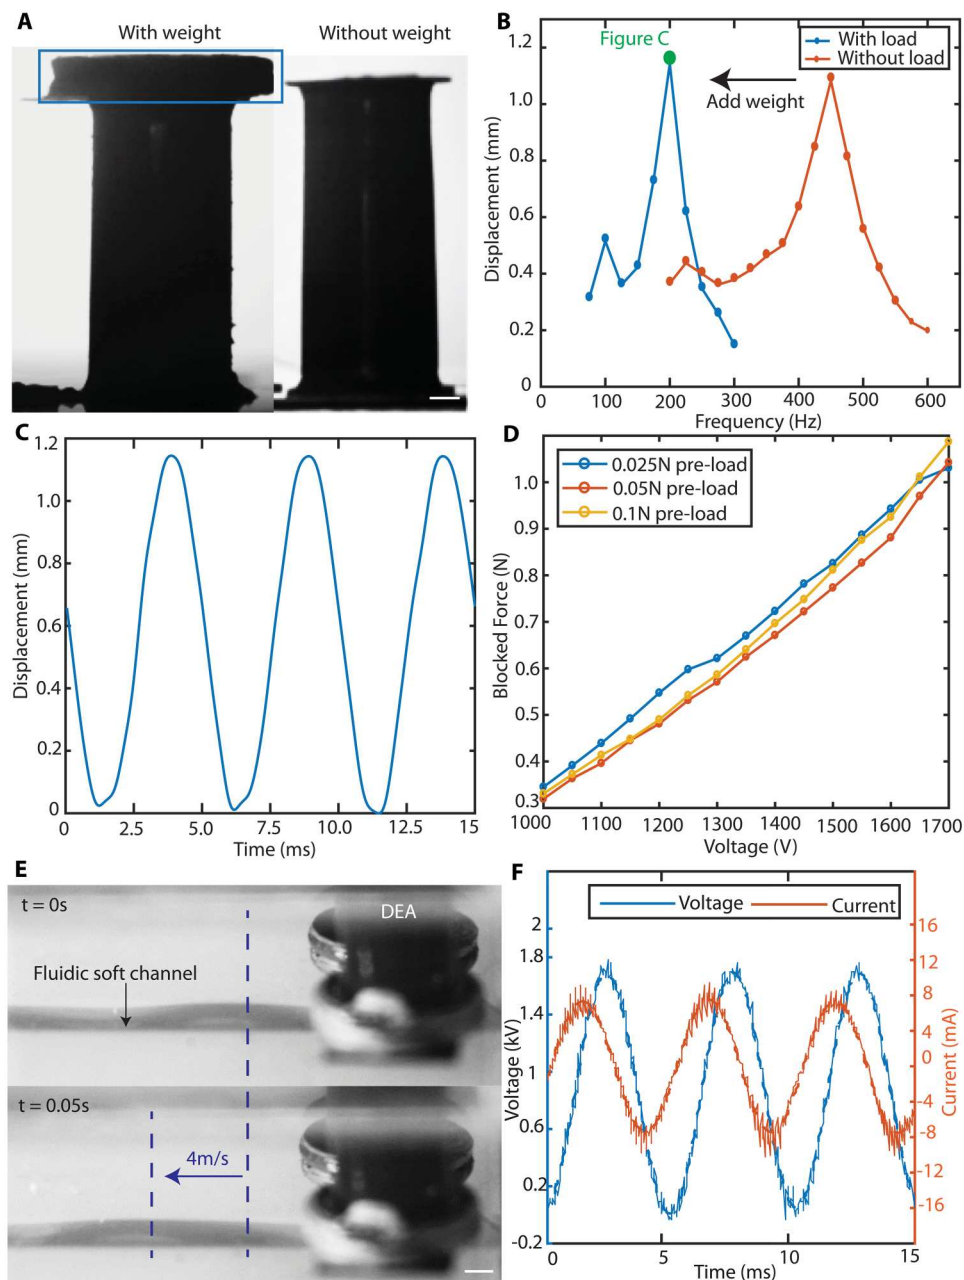 A
With weight
Without weight
B
Figure C
With load
Without load
Add weight
Displacement (mm)
1.2
1.0
0.8
0.6
0.4
0.2
0
0 100 200 300 400 500 600
Frequency (Hz)
C
Displacement (mm)
1.2
1.0
0.8
0.6
0.4
0.2
0
0 2.5 5.0 7.5 10.0 12.5 15
Time (ms)
D
0.025N pre-load
0.05N pre-load
0.1N pre-load
Blocked Force (N)
1.0
0.9
0.8
0.7
0.6
0.5
0.4
0.3
1000 1100 1200 1300 1400 1500 1600 1700
Voltage (V)
E
t = 0s
DEA
Fluidic soft channel
t = 0.05s
4m/s
F
Voltage
Current
Voltage (kV)
2
1.8
1.4
1
0.6
0.2
-0.2
16
12
8
4
0
-4
-8
-12
-16
Current (mA)
0 5 10 15
Time (ms)